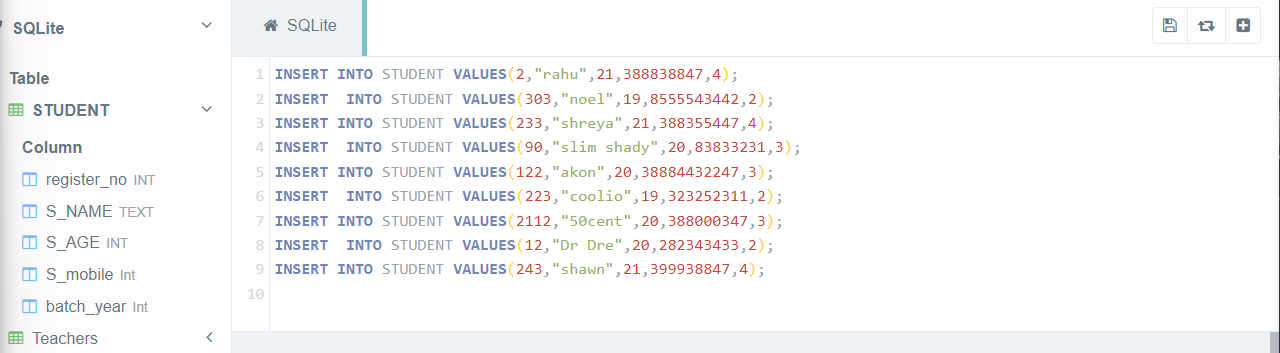 SQLite
Table
STUDENT
Column
register_no INT
S_NAME TEXT
S_AGE INT
S_mobile Int
batch_year Int
Teachers
SQLite
1 INSERT INTO STUDENT VALUES(2,"rahu",21,388838847,4);
2 INSERT  INTO STUDENT VALUES(303,"noel",19,8555543442,2);
3 INSERT INTO STUDENT VALUES(233,"shreya",21,388355447,4);
4 INSERT  INTO STUDENT VALUES(90,"slim shady",20,83833231,3);
5 INSERT INTO STUDENT VALUES(122,"akon",20,38884432247,3);
6 INSERT  INTO STUDENT VALUES(223,"coolio",19,323252311,2);
7 INSERT INTO STUDENT VALUES(2112,"50cent",20,388000347,3);
8 INSERT  INTO STUDENT VALUES(12,"Dr Dre",20,282343433,2);
9 INSERT INTO STUDENT VALUES(243,"shawn",21,399938847,4);
10